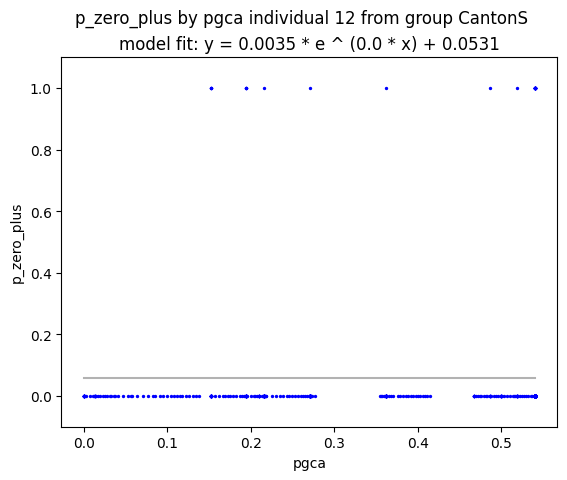 p_zero_plus by pgca individual 12 from group CantonS
model fit: y = 0.0035 * e ^ (0.0 * x) + 0.0531
1.0
0.8
0.6
0.4
0.2
0.0
p_zero_plus
0.0 0.1 0.2 0.3 0.4 0.5
pgca